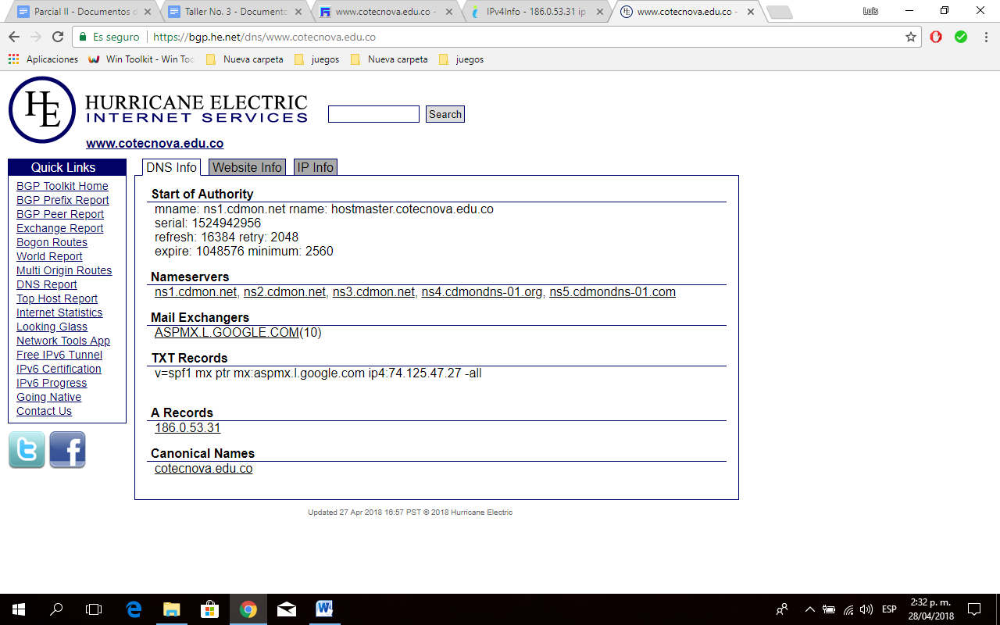 Parcial II - Documentos d
Taller No. 3 - Documento
www.cotecnova.edu.co -
IPv4Info - 186.0.53.31 ip
www.cotecnova.edu.co -
Luis
Es seguro
https://bgp.he.net/dns/www.cotecnova.edu.co
Aplicaciones
Win Toolkit - Win Too
Nueva carpeta
juegos
Nueva carpeta
juegos
HE
HURRICANE ELECTRIC
INTERNET SERVICES
Search
www.cotecnova.edu.co
Quick Links
BGP Toolkit Home
BGP Prefix Report
BGP Peer Report
Exchange Report
Bogon Routes
World Report
Multi Origin Routes
DNS Report
Top Host Report
Internet Statistics
Looking Glass
Network Tools App
Free IPv6 Tunnel
IPv6 Certification
IPv6 Progress
Going Native
Contact Us
DNS Info
Website Info
IP Info
Start of Authority
mname: ns1.cdmon.net rname: hostmaster.cotecnova.edu.co
serial: 1524942956
refresh: 16384 retry: 2048
expire: 1048576 minimum: 2560
Nameservers
ns1.cdmon.net, ns2.cdmon.net, ns3.cdmon.net, ns4.cdmondns-01.org, ns5.cdmondns-01.com
Mail Exchangers
ASPMX.L.GOOGLE.COM(10)
TXT Records
v=spf1 mx ptr mx:aspmx.l.google.com ip4:74.125.47.27 -all
A Records
186.0.53.31
Canonical Names
cotecnova.edu.co
Updated 27 Apr 2018 16:57 PST © 2018 Hurricane Electric
ESP
2:32 p. m.
28/04/2018